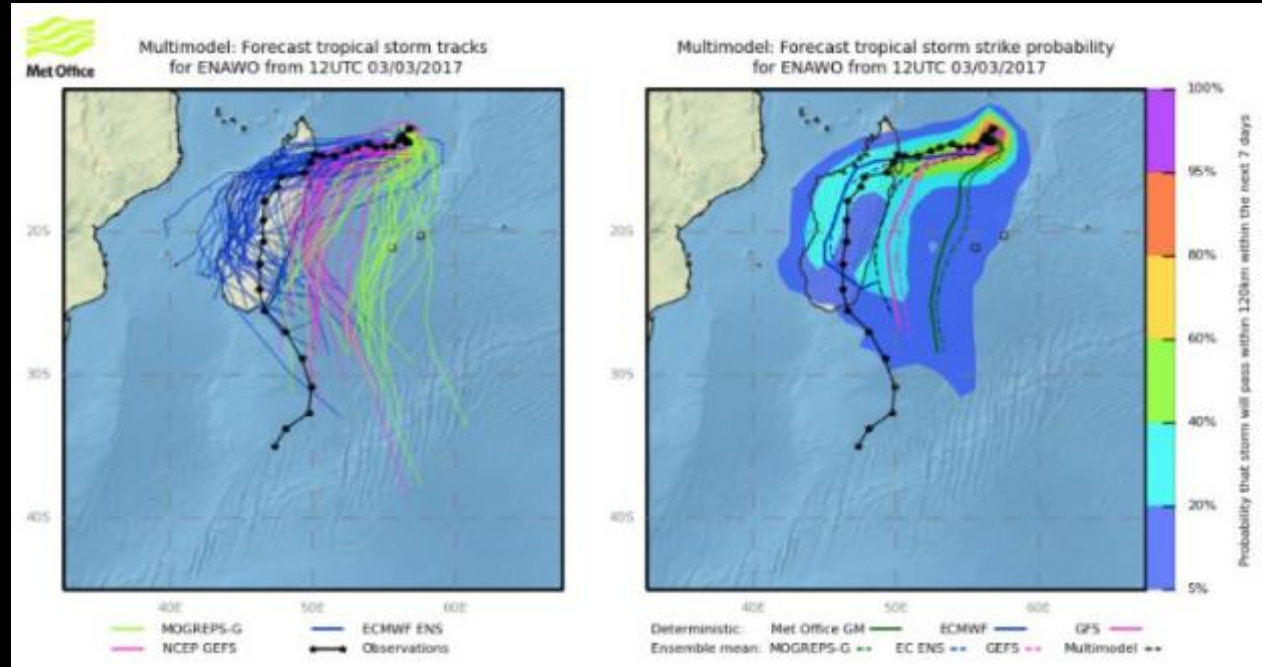 Met Office
Multimodel: Forecast tropical storm tracks
for ENAWO from 12UTC 03/03/2017
20S
30S
40S
40E 50E 60E
MOGREPS-G ECMWF ENS
NCEP GEFS Observations
Multimodel: Forecast tropical storm strike probability
for ENAWO from 12UTC 03/03/2017
20S
30S
40S
40E 50E 60E
100%
95%
80%
60%
40%
20%
5%
Probability that storm will pass within 120km within the next 7 days
Deterministic: Met Office GM ECMWF GFS
Ensemble mean: MOGREPS-G EC ENS GEFS Multimodel